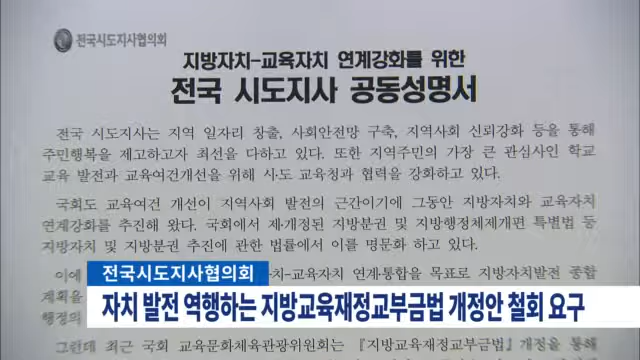 전국시도지사협의회
지방자치-교육자치 연계강화를 위한
전국 시도지사 공동성명서
전국 시도지사는 지역 일자리 창출, 사회안전망 구축, 지역사회 신뢰강화 등을 통해
주민행복을 제고하고자 최선을 다하고 있다. 또한 지역주민의 가장 큰 관심사인 학교
교육 발전과 교육여건개선을 위해 시·도 교육청과 협력을 강화하고 있다.
국회도 교육여건 개선이 지역사회 발전의 근간이기에 그동안 지방자치와 교육자치
연계강화를 추진해 왔다. 국회에서 제·개정된 지방분권 및 지방행정체제개편 특별법 등
지방자치 및 지방분권 추진에 관한 법률에서 이를 명문화 하고 있다.
이에
치-교육자치 연계통합을 목표로 지방자치발전 종합
계획을
행정의
전국시도지사협의회
자치 발전 역행하는 지방교육재정교부금법 개정안 철회 요구
그런데 최근 국회 교육문화체육관광위원회는 「지방교육재정교부금법」 개정을 통해